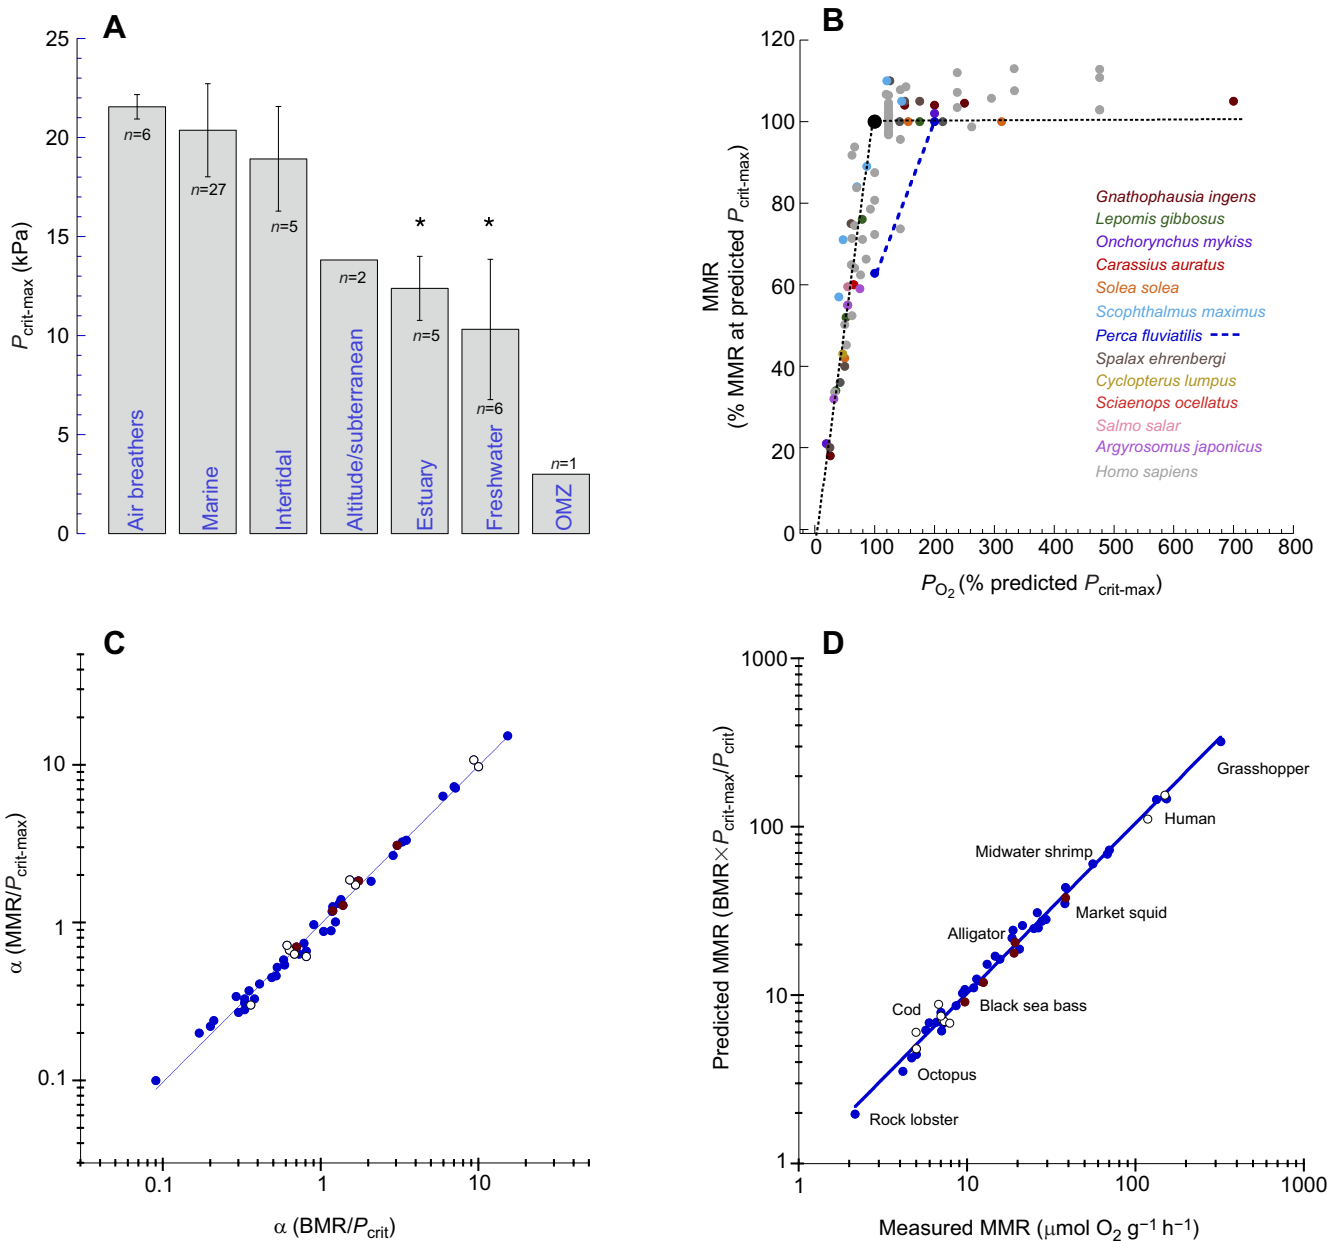 A
25
20
15
10
5
0
P crit-max (kPa)
n=6
n=27
n=5
n=2
n=5
n=6
n=1
*
*
Air breathers
Marine
Intertidal
Altitude/subterranean
Estuary
Freshwater
OMZ
B
120
100
80
60
40
20
0
MMR
(% MMR at predicted P crit-max)
Gnathophausia ingens
Lepomis gibbosus
Onchorynchus mykiss
Carassius auratus
Solea solea
Scophthalmus maximus
Perca fluviatilis
Spalax ehrenbergi
Cyclopterus lumpus
Sciaenops ocellatus
Salmo salar
Argyrosomus japonicus
Homo sapiens
0 100 200 300 400 500 600 700 800
PO2 (% predicted Pcrit-max)
C
10
1
0.1
α (MMR/Pcrit-max)
0.1 1 10
α (BMR/Pcrit)
D
1000
100
10
1
Predicted MMR (BMR×Pcrit-max/Pcrit)
Grasshopper
Human
Midwater shrimp
Market squid
Alligator
Black sea bass
Cod
Octopus
Rock lobster
1 10 100 1000
Measured MMR (μmol O2 g–1 h–1)